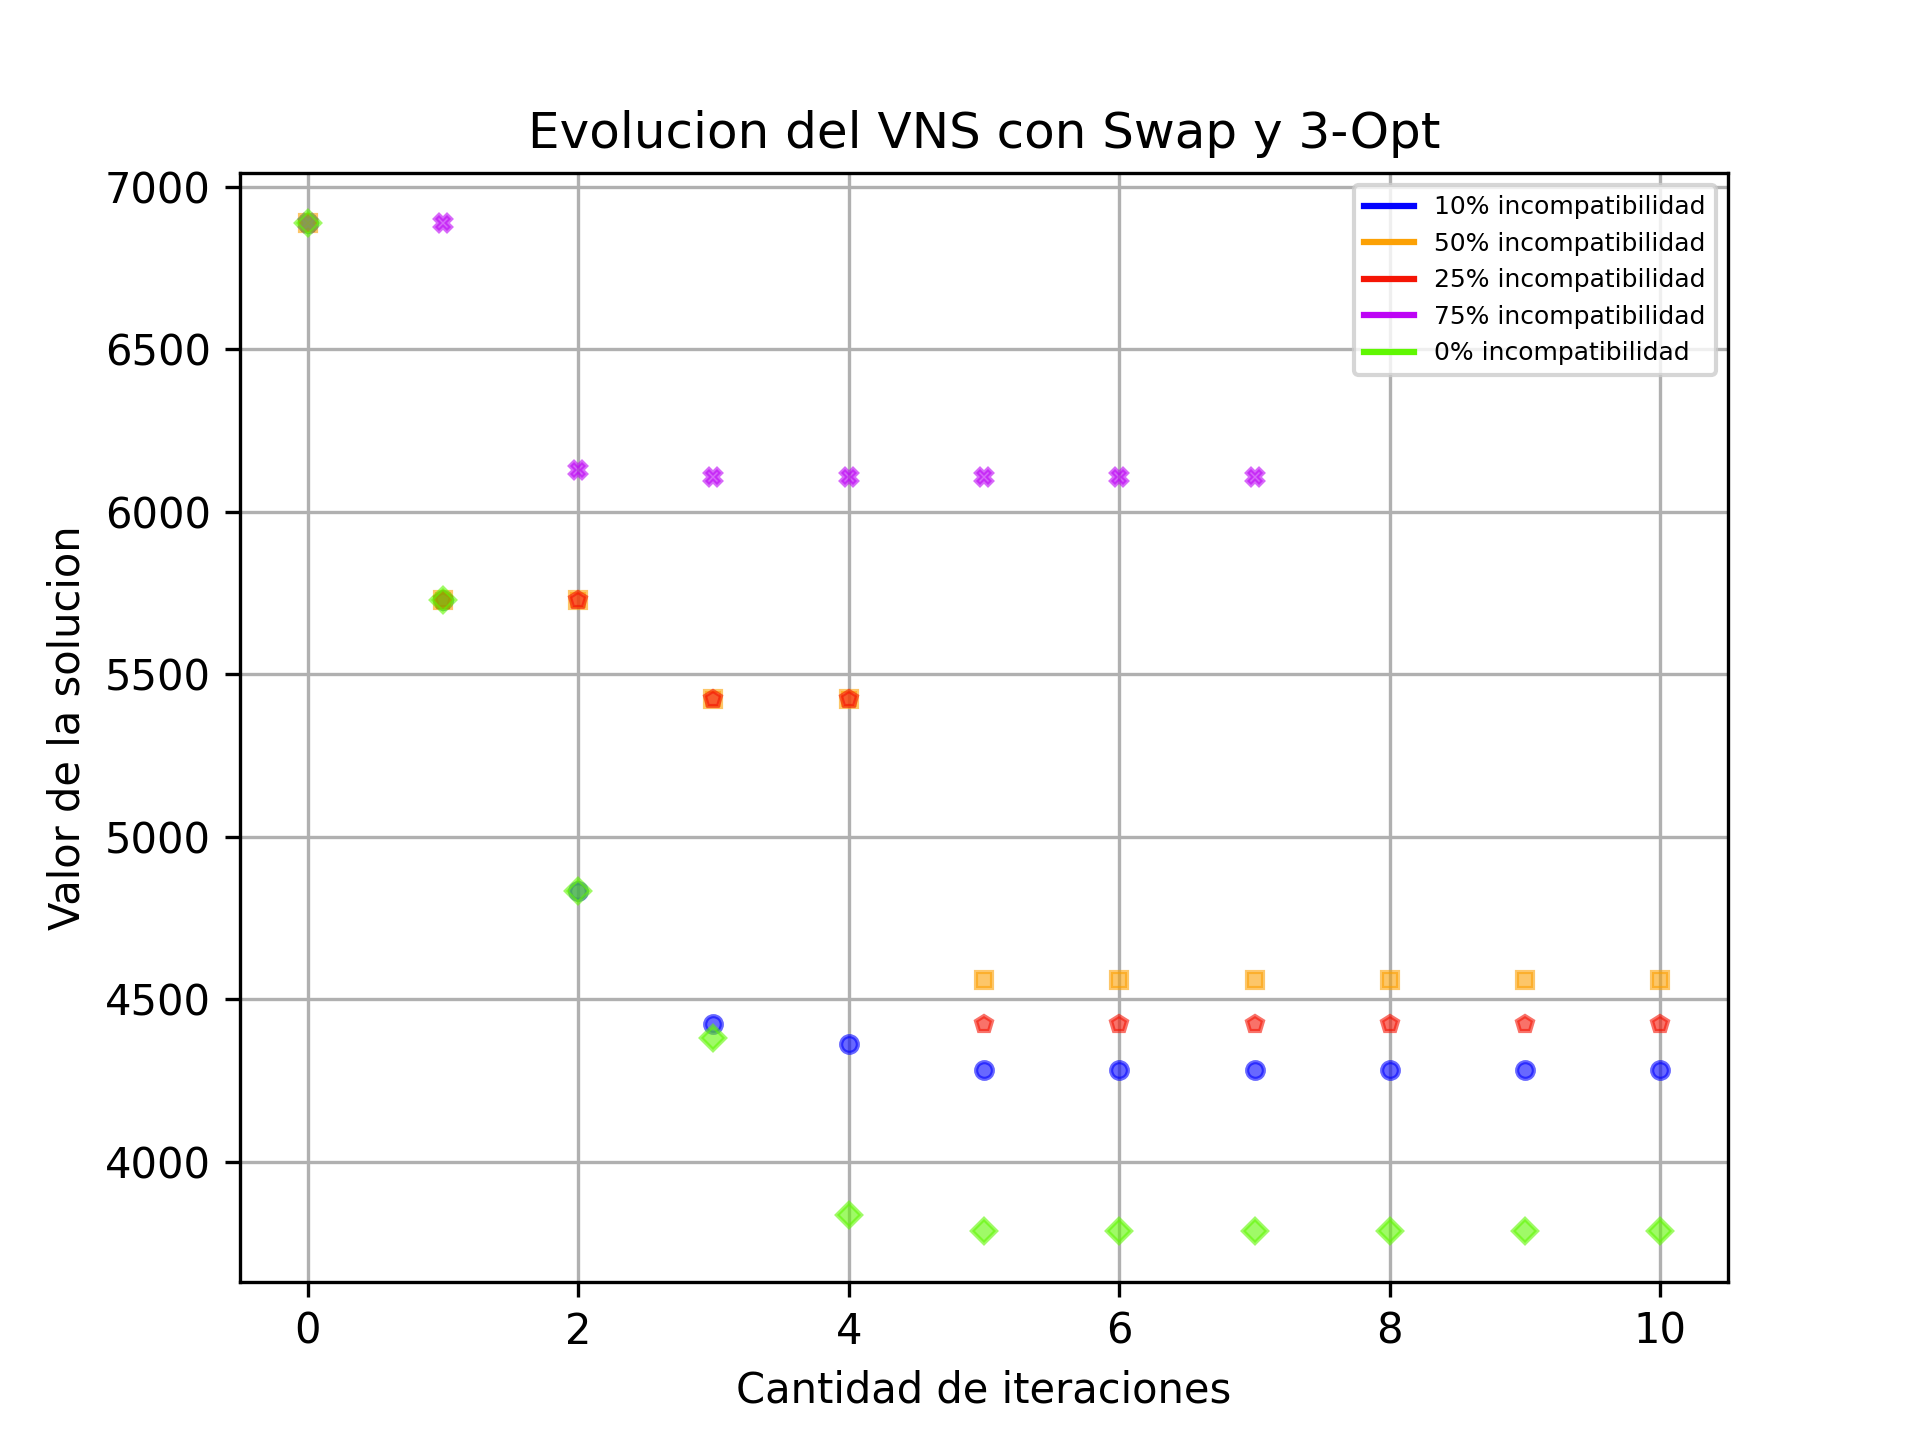 Evolucion del VNS con Swap y 3-Opt
7000
6500
6000
5500
5000
4500
4000
Valor de la solucion
10% incompatibilidad
50% incompatibilidad
25% incompatibilidad
75% incompatibilidad
0% incompatibilidad
0 2 4 6 8 10
Cantidad de iteraciones